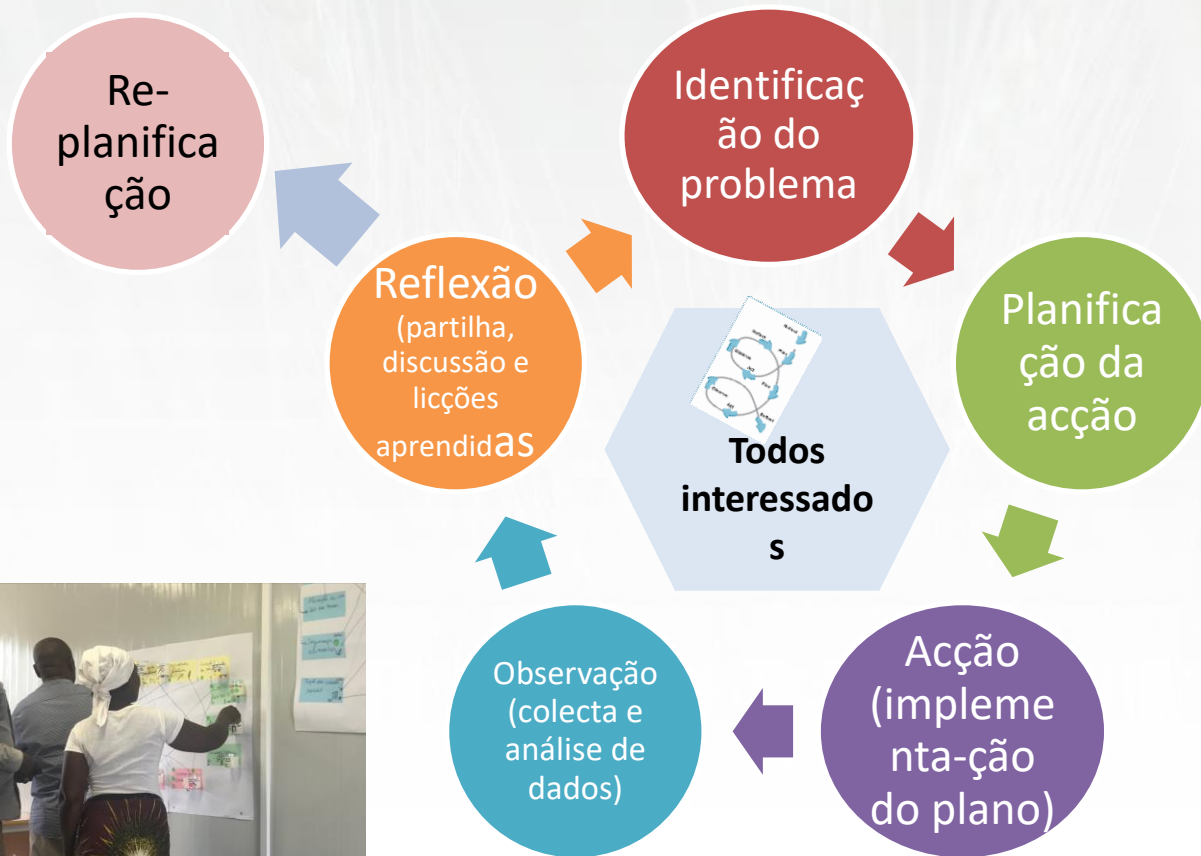 Re-
planifica
ção
Identificaç
ão do
problema
Reflexão
(partilha,
discussão e
licções
aprendidas
Planifica
ção da
acção
Todos
interessado
s
Observação
(colecta e
análise de
dados)
Acção
(impleme
nta-ção
do plano)